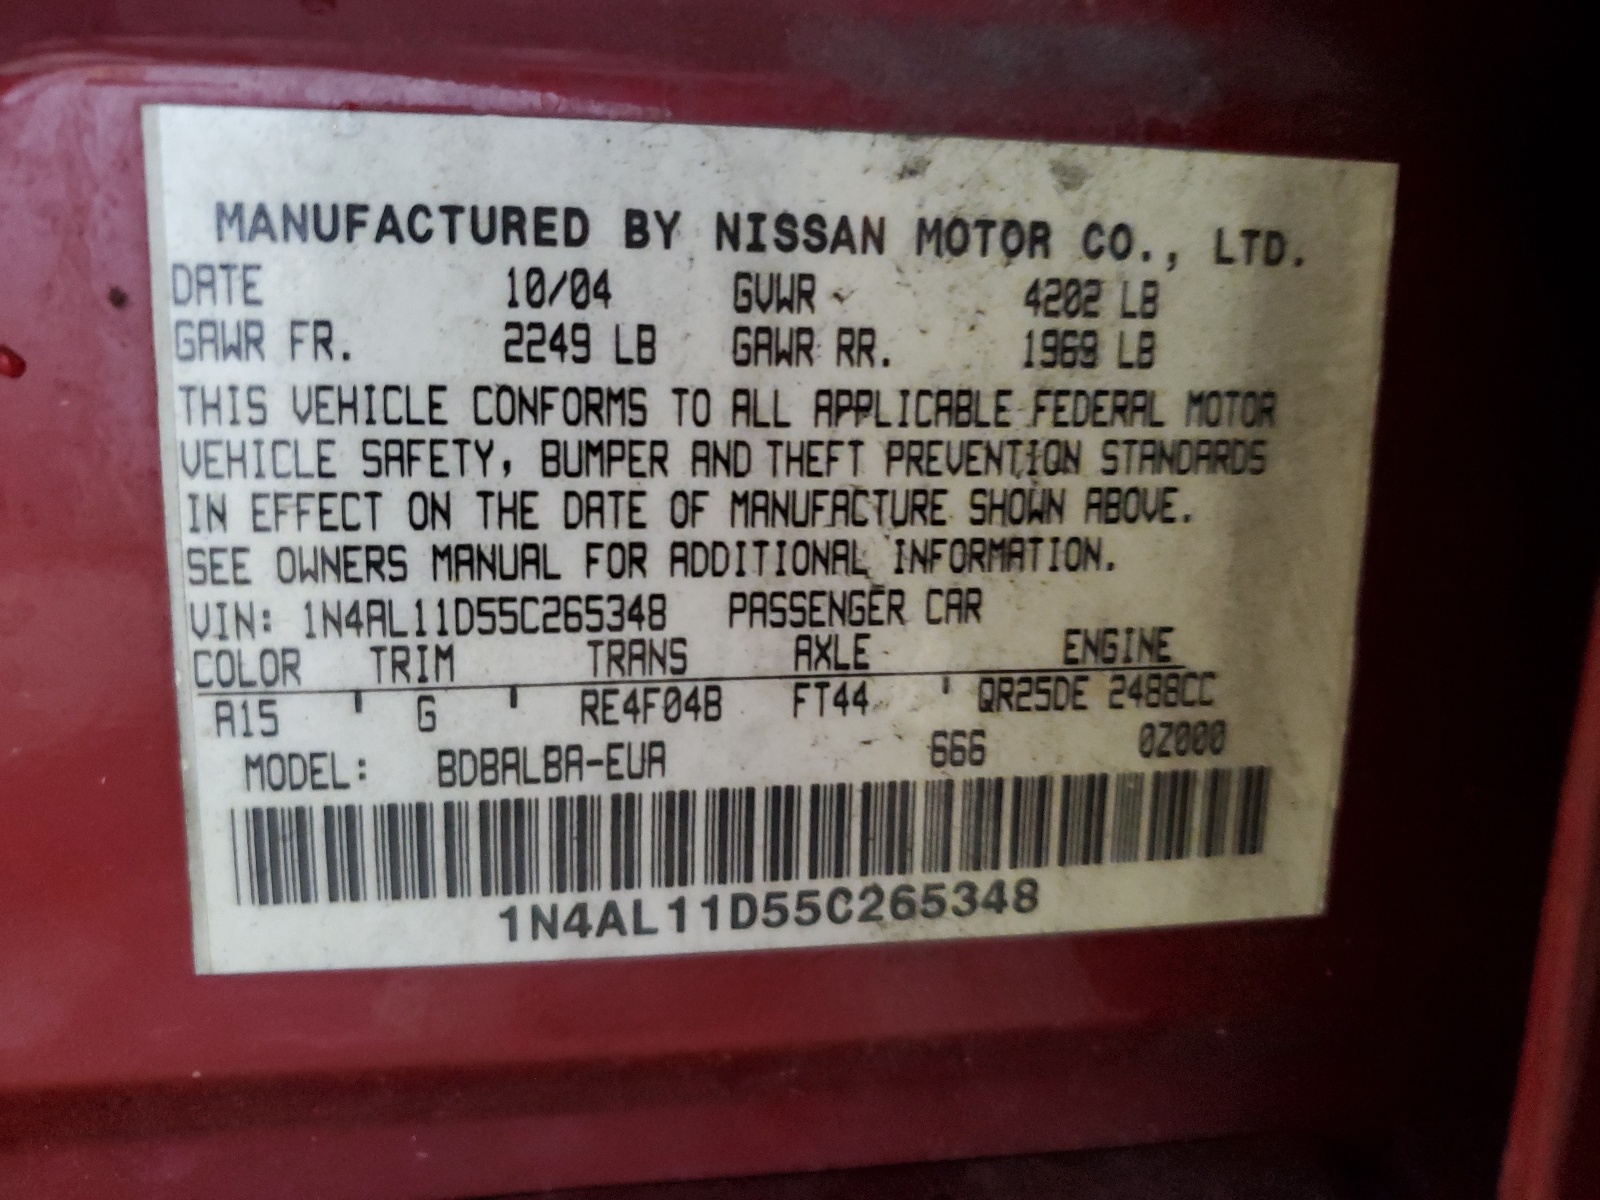 MANUFACTURED BY NISSAN MOTOR CO., LTD.
DATE 10/04 GVWR 4202 LB
GAWR FR. 2249 LB GAWR RR. 1969 LB
THIS VEHICLE CONFORMS TO ALL APPLICABLE FEDERAL MOTOR
VEHICLE SAFETY, BUMPER AND THEFT PREVENTION STANDARDS
IN EFFECT ON THE DATE OF MANUFACTURE SHOWN ABOVE.
SEE OWNERS MANUAL FOR ADDITIONAL INFORMATION.
VIN: 1N4AL11D55C265348 PASSENGER CAR
COLOR TRIM TRANS AXLE ENGINE
A15 ' G ' RE4F04B FT44 ' QR25DE 2488CC
MODEL: BDBALBA-EUA 666 0Z000
1N4AL11D55C265348